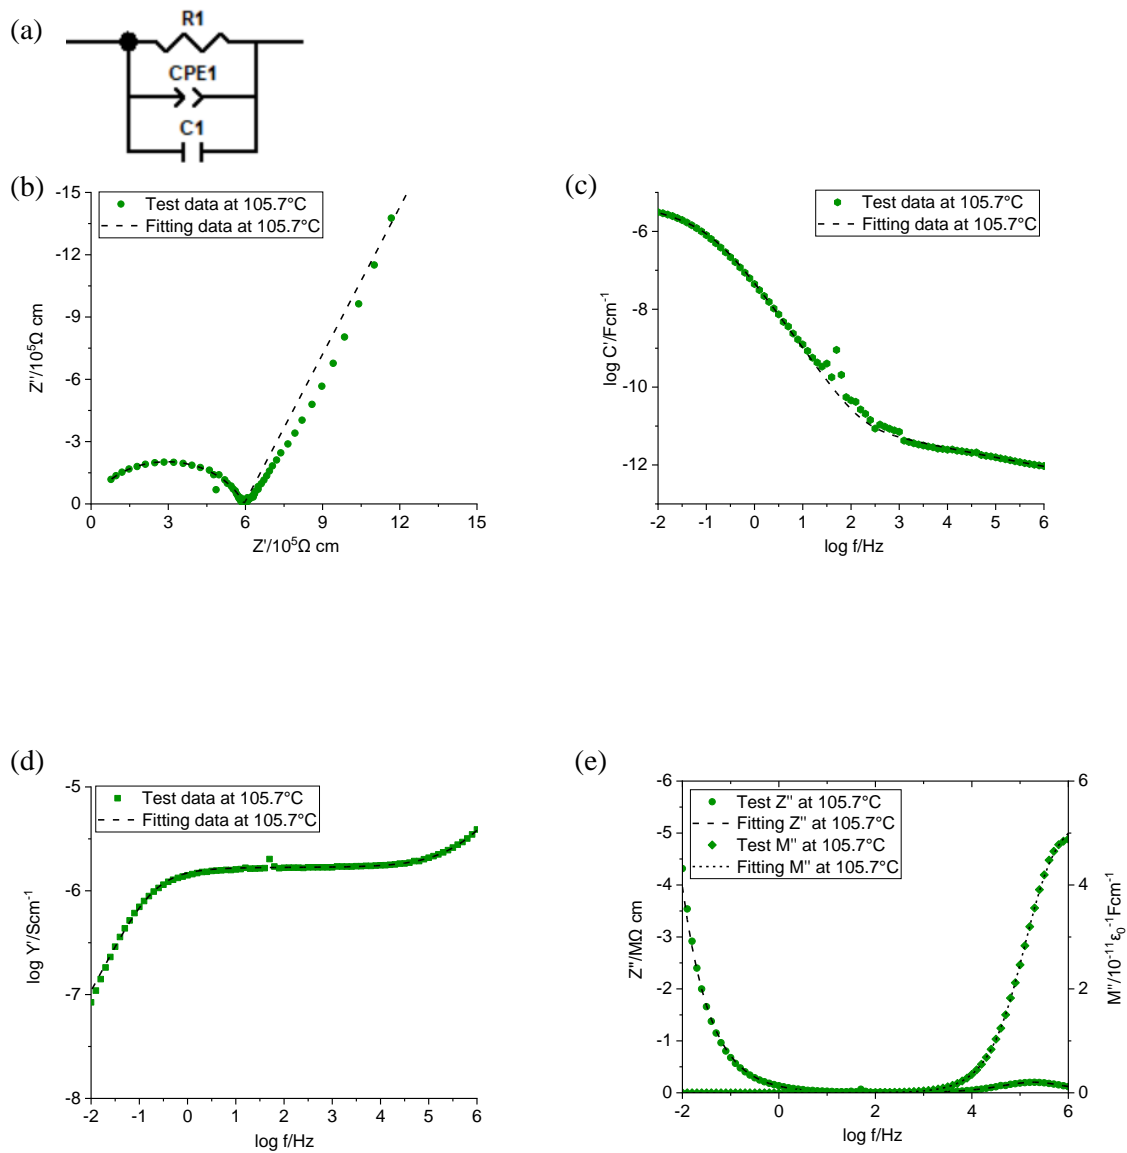 (a)
R1
CPE1
C1
(b)
-15
-12
-9
-6
-3
0
Z''/10⁵Ω cm
Test data at 105.7°C
Fitting data at 105.7°C
0 3 6 9 12 15
Z'/10⁵Ω cm
(c)
-6
-8
-10
-12
log C'/Fcm⁻¹
Test data at 105.7°C
Fitting data at 105.7°C
-2 -1 0 1 2 3 4 5 6
log f/Hz
(d)
-5
-6
-7
-8
log Y'/Scm⁻¹
Test data at 105.7°C
Fitting data at 105.7°C
-2 -1 0 1 2 3 4 5 6
log f/Hz
(e)
-6
-5
-4
-3
-2
-1
0
Z''/MΩ cm
Test Z'' at 105.7°C
Fitting Z'' at 105.7°C
Test M'' at 105.7°C
Fitting M'' at 105.7°C
6
4
2
0
M''/10⁻¹¹ε₀⁻¹Fcm⁻¹
-2 0 2 4 6
log f/Hz